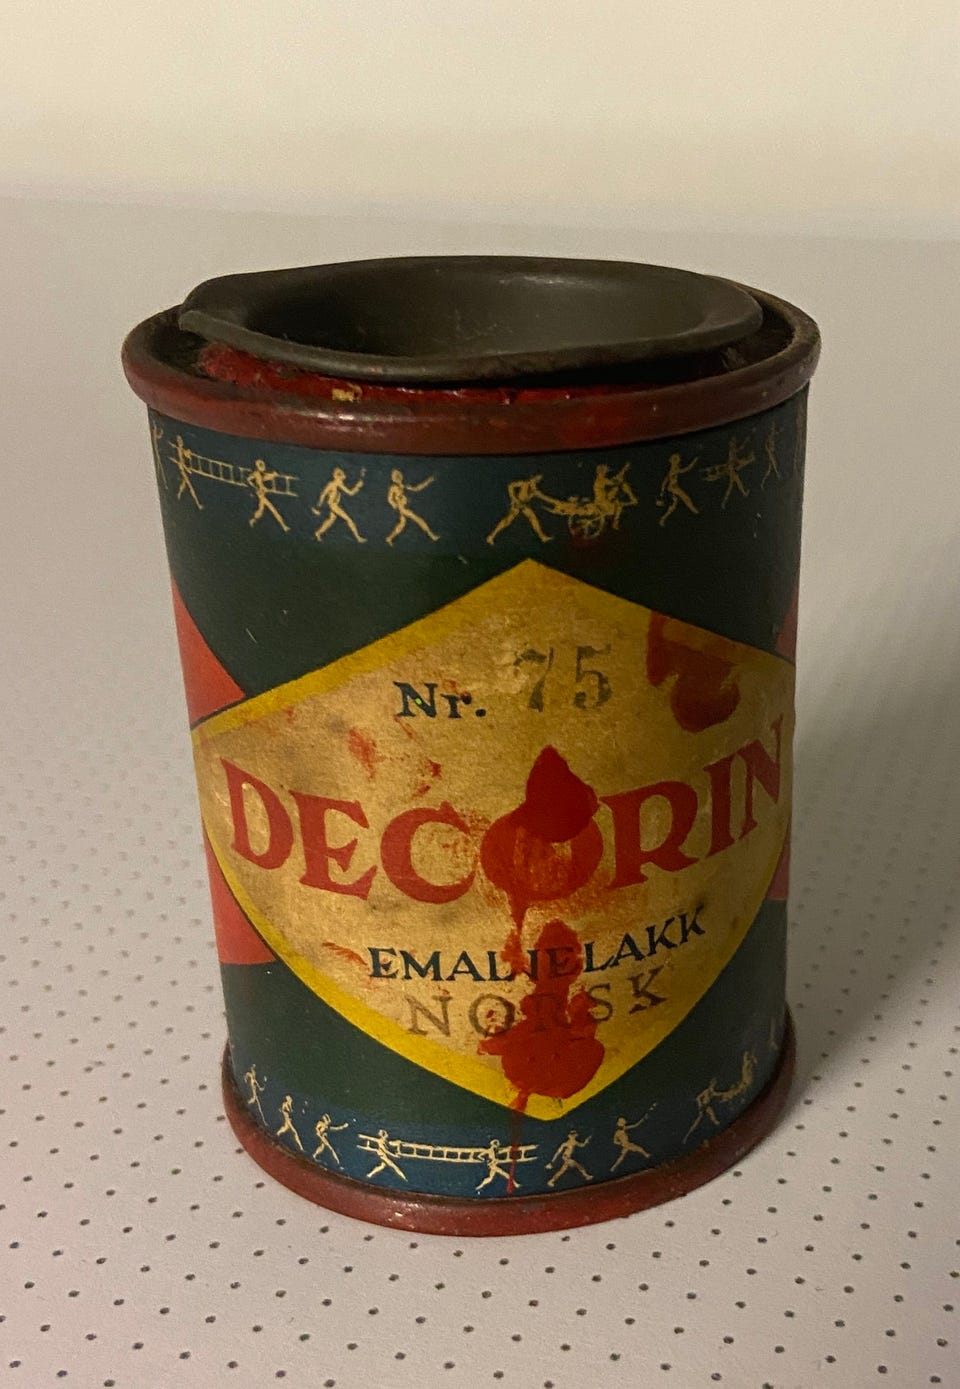 Nr. 75
DECORIN
EMALJELAKK
NORSK